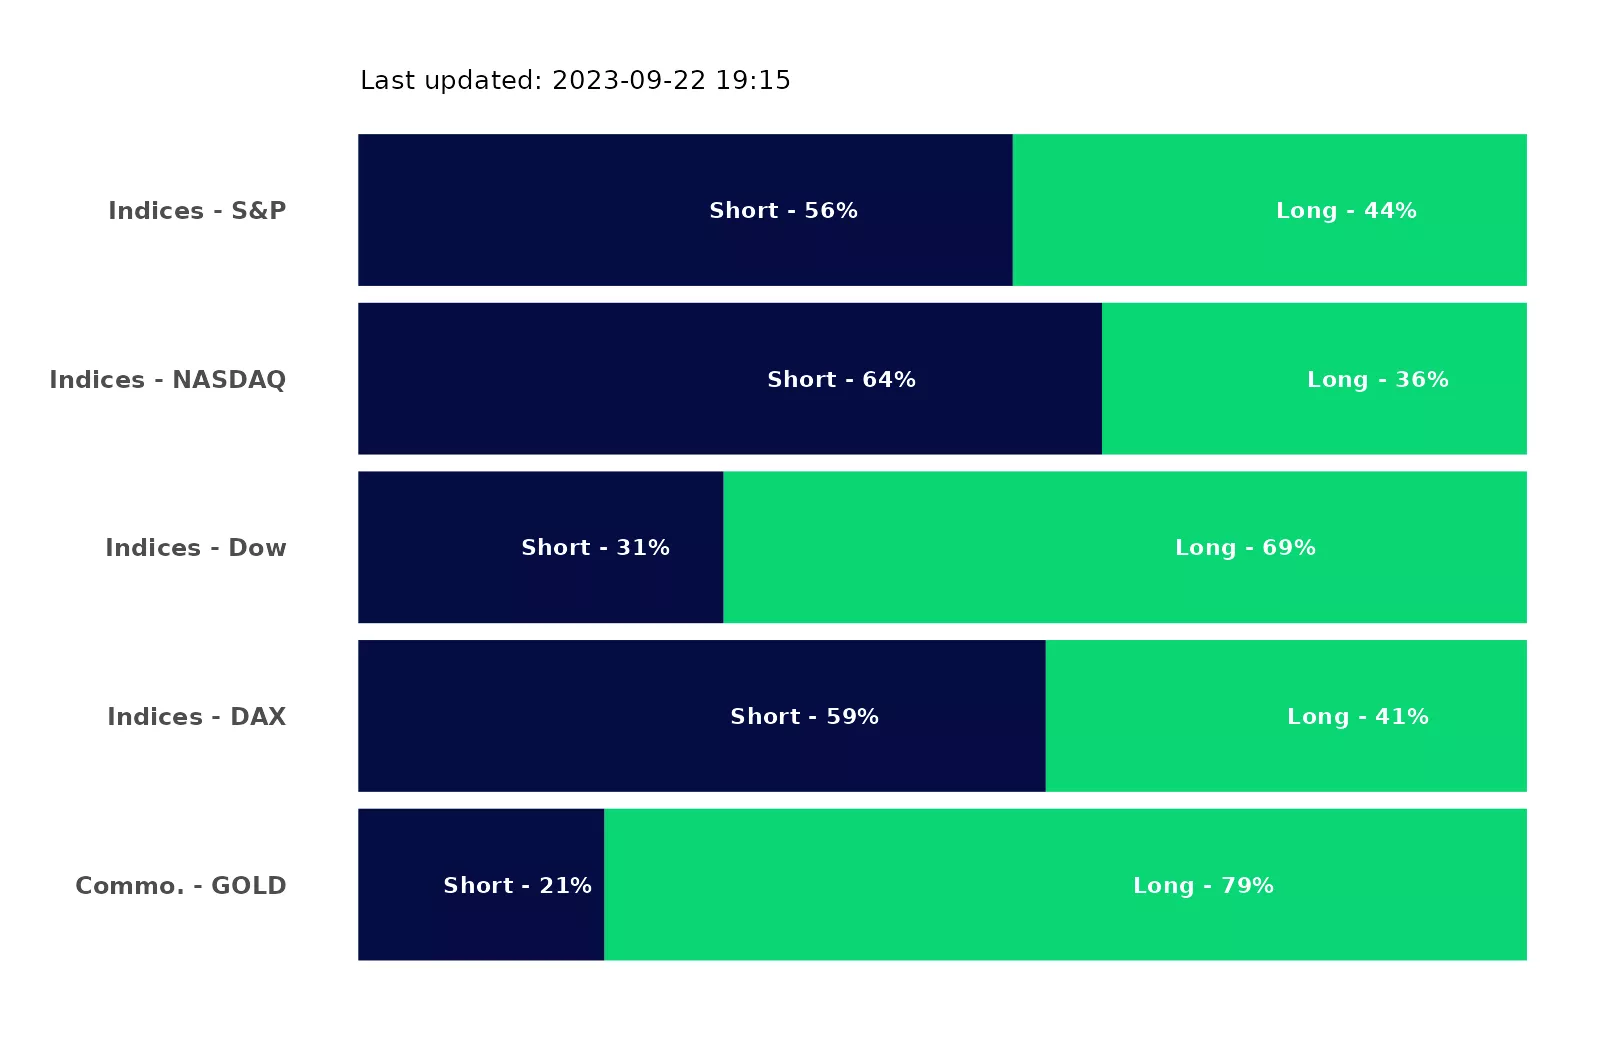 Last updated: 2023-09-22 19:15
Indices - S&P Short - 56% Long - 44%
Indices - NASDAQ Short - 64% Long - 36%
Indices - Dow Short - 31% Long - 69%
Indices - DAX Short - 59% Long - 41%
Commo. - GOLD Short - 21% Long - 79%